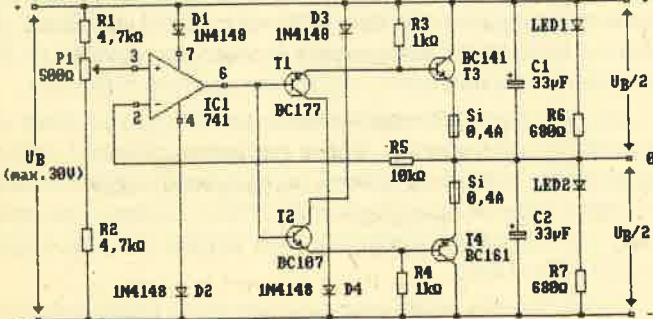 + +
R1
4,7kΩ
D1
1N4148
D3
1N4148
R3
1kΩ
LED1
P1
500Ω
7
3
+
6
-
2
4
IC1
741
T1
BC177
BC141
T3
C1
33µF
UB/2
Si
0,4A
R6
680Ω
UB
(max.30V)
R5
10kΩ
0
Si
0,4A
LED2
R2
4,7kΩ
T2
BC107
T4
BC161
C2
33µF
UB/2
1N4148 D2
1N4148 D4
R4
1kΩ
R7
680Ω
- -